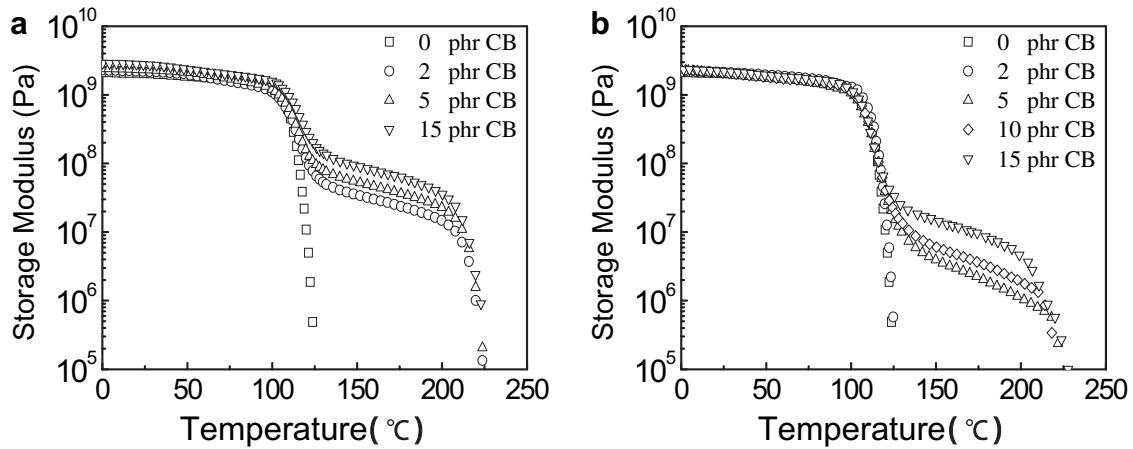 a
10^10
10^9
10^8
10^7
10^6
10^5
Storage Modulus (Pa)
0 phr CB
2 phr CB
5 phr CB
15 phr CB
0 50 100 150 200 250
Temperature( ℃)
b
10^10
10^9
10^8
10^7
10^6
10^5
Storage Modulus (Pa)
0 phr CB
2 phr CB
5 phr CB
10 phr CB
15 phr CB
0 50 100 150 200 250
Temperature( ℃)